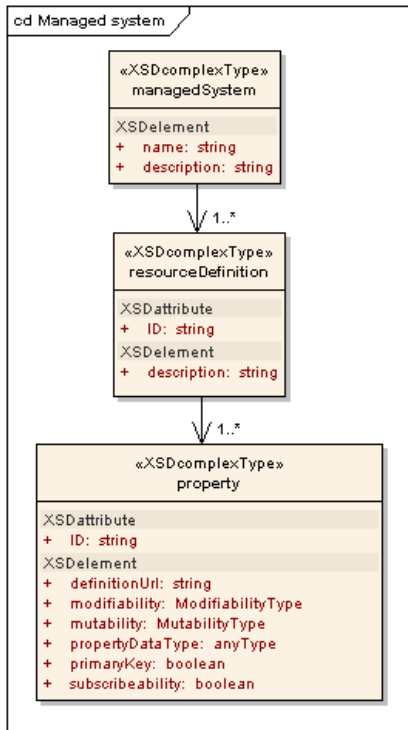 cd Managed system
«XSDcomplexType»
managedSystem
XSDelement
+ name: string
+ description: string
1..*
«XSDcomplexType»
resourceDefinition
XSDattribute
+ ID: string
XSDelement
+ description: string
1..*
«XSDcomplexType»
property
XSDattribute
+ ID: string
XSDelement
+ definitionUrl: string
+ modifiability: ModifiabilityType
+ mutability: MutabilityType
+ propertyDataType: anyType
+ primaryKey: boolean
+ subscribeability: boolean